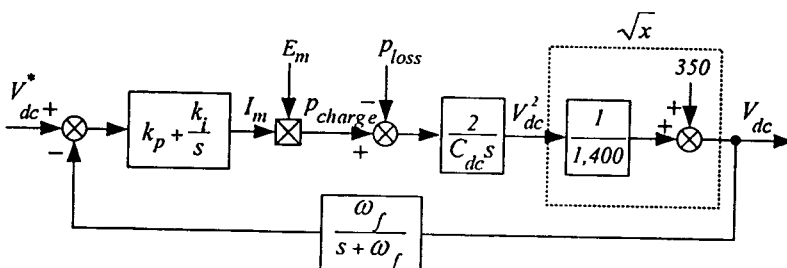 √x
E_m
p_loss
350
V*_dc
+
−
k_p + k_i/s
I_m
p_charge
−
+
2/(C_dc s)
V²_dc
1/1,400
+
+
V_dc
ω_f/(s + ω_f)